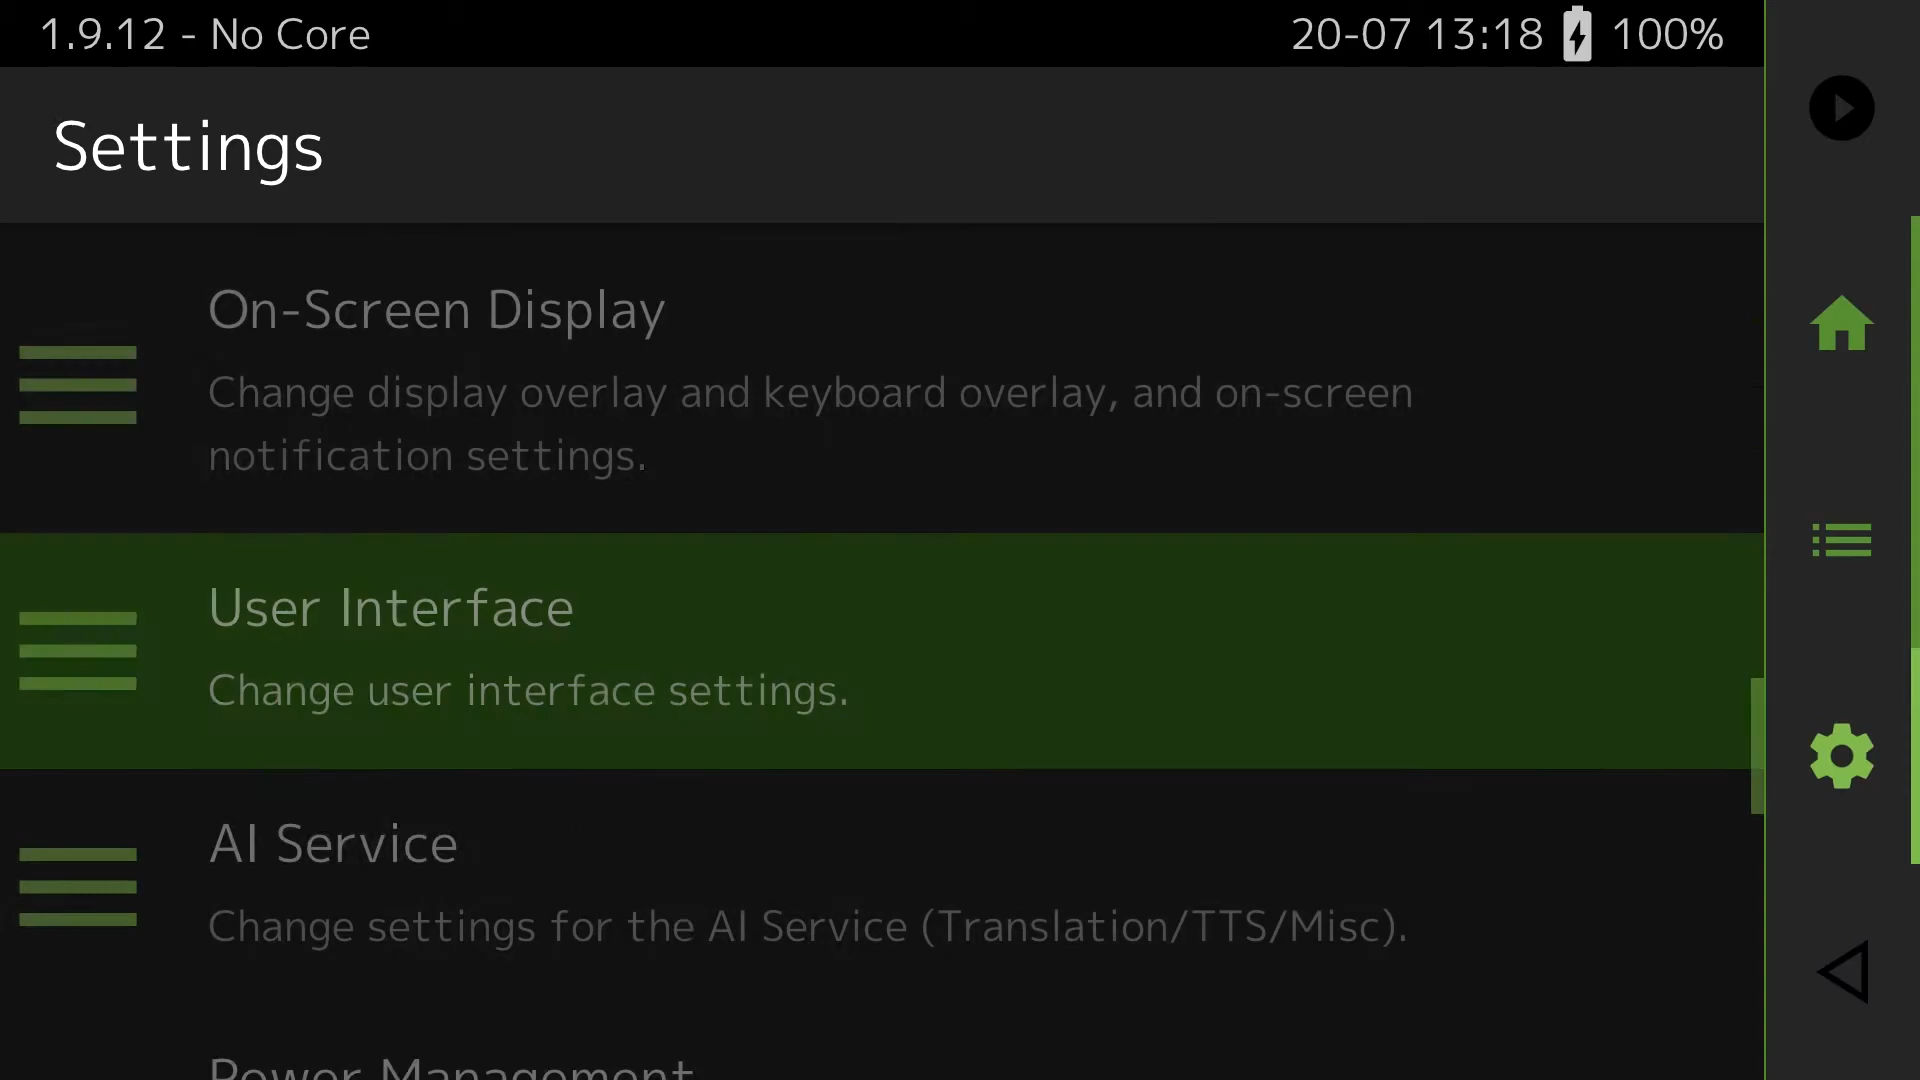 1.9.12 - No Core
20-07 13:18 100%
Settings
On-Screen Display
Change display overlay and keyboard overlay, and on-screen
notification settings.
User Interface
Change user interface settings.
AI Service
Change settings for the AI Service (Translation/TTS/Misc).
Power Management